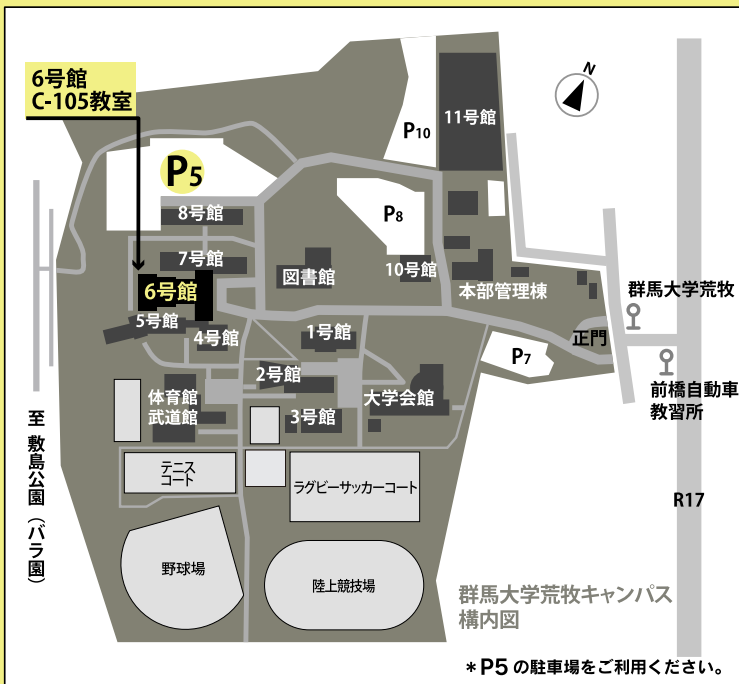 6号館
C-105教室
N
P10
11号館
P5
P8
8号館
7号館
図書館
10号館
本部管理棟
群馬大学荒牧
6号館
5号館
4号館
1号館
正門
P7
2号館
前橋自動車
教習所
体育館
武道館
大学会館
3号館
至 敷島公園（バラ園）
テニス
コート
ラグビーサッカーコート
R17
野球場
陸上競技場
群馬大学荒牧キャンパス
構内図
＊P5の駐車場をご利用ください。